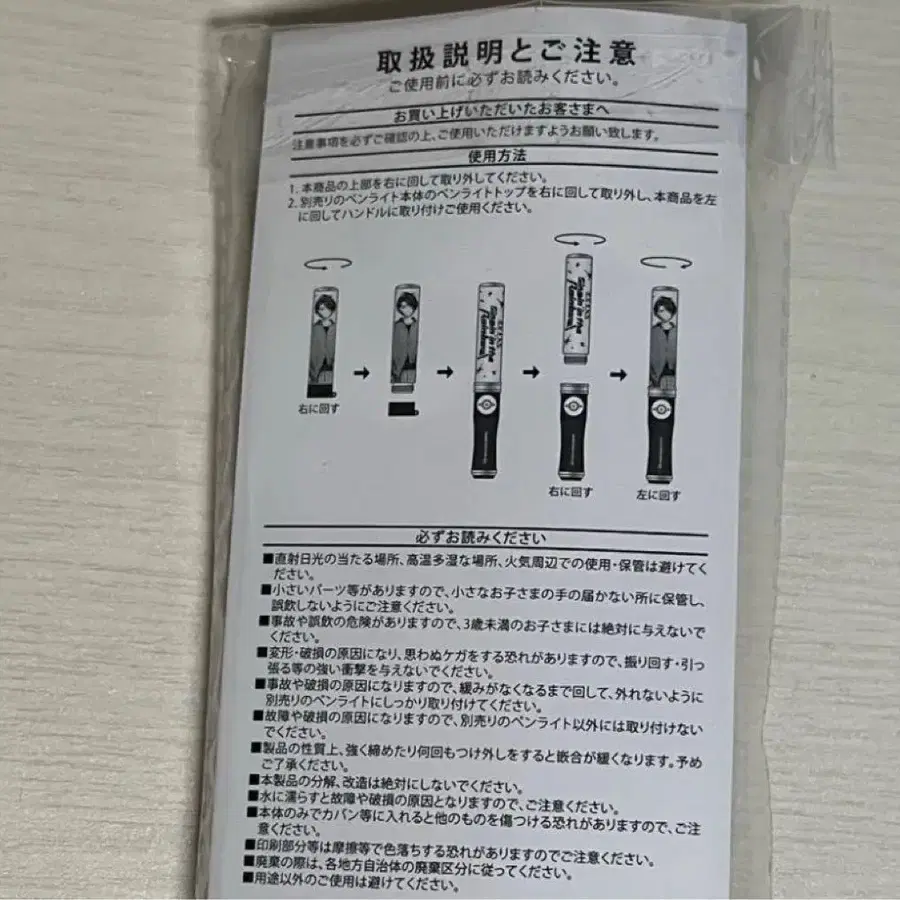 取扱説明とご注意
ご使用前に必ずお読みください。
お買い上げいただいたお客さまへ
注意事項を必ずご確認の上、ご使用いただけますようお願い致します。
使用方法
1. 本商品の上部を右に回して取り外してください。
2. 別売りのペンライト本体のペンライトトップを右に回して取り外し、本商品を左
に回してハンドルに取り付けご使用ください。
右に回す
右に回す
左に回す
必ずお読みください
■直射日光の当たる場所、高温多湿な場所、火気周辺での使用・保管は避けてく
ださい。
■小さいパーツ等がありますので、小さなお子さまの手の届かない所に保管し、
誤飲しないようにご注意ください。
■事故や誤飲の危険がありますので、3歳未満のお子さまには絶対に与えないで
ください。
■変形・破損の原因になり、思わぬケガをする恐れがありますので、振り回す・引っ
張る等の強い衝撃を与えないでください。
■事故や破損の原因になりますので、緩みがなくなるまで回して、外れないように
別売りのペンライトにしっかり取り付けてください。
■故障や破損の原因になりますので、別売りのペンライト以外には取り付けない
でください。
■製品の性質上、強く締めたり何回もつけ外しをすると嵌合が緩くなります。予め
ご了承ください。
■本製品の分解、改造は絶対にしないでください。
■水に濡らすと故障や破損の原因となりますので、ご注意ください。
■本体のみでカバン等に入れると他のものを傷つける恐れがありますので、ご注
意ください。
■印刷部分等は摩擦等で色落ちする恐れがありますのでご注意ください。
■廃棄の際は、各地方自治体の廃棄区分に従ってください。
■用途以外のご使用は避けてください。